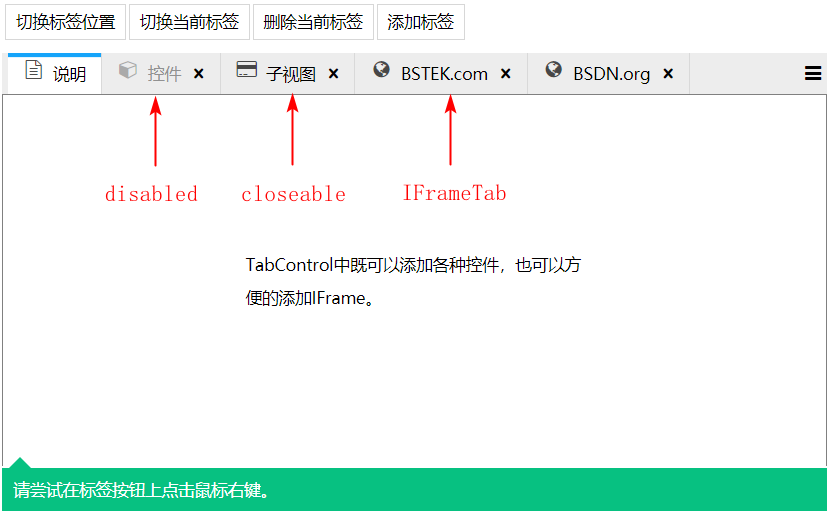 切换标签位置 切换当前标签 删除当前标签 添加标签
说明 控件 × 子视图 × BSTEK.com × BSDN.org ×
disabled closeable IFrameTab
TabControl中既可以添加各种控件，也可以方
便的添加IFrame。
请尝试在标签按钮上点击鼠标右键。